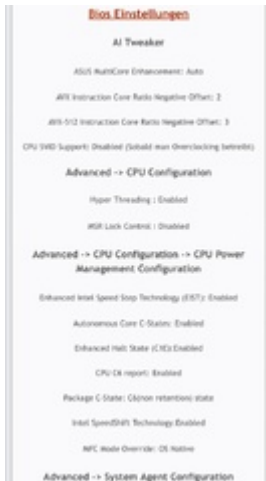 Bios Einstellungen
AI Tweaker
ASUS MultiCore Enhancement: Auto
AVX Instruction Core Ratio Negative Offset: 2
AVX-512 Instruction Core Ratio Negative Offset: 3
CPU SVID Support: Disabled (Sobald man Overclocking betreibt)
Advanced -> CPU Configuration
Hyper Threading : Enabled
MSR Lock Control : Disabled
Advanced -> CPU Configuration -> CPU Power
Management Configuration
Enhanced Intel Speed Step Technology (EIST): Enabled
Autonomous Core C-States: Enabled
Enhanced Halt State (C1E): Enabled
CPU C6 report: Enabled
Package C-State: C6(non retention) state
Intel SpeedShift Technology: Enabled
MFC Mode Override: OS Native
Advanced -> System Agent Configuration